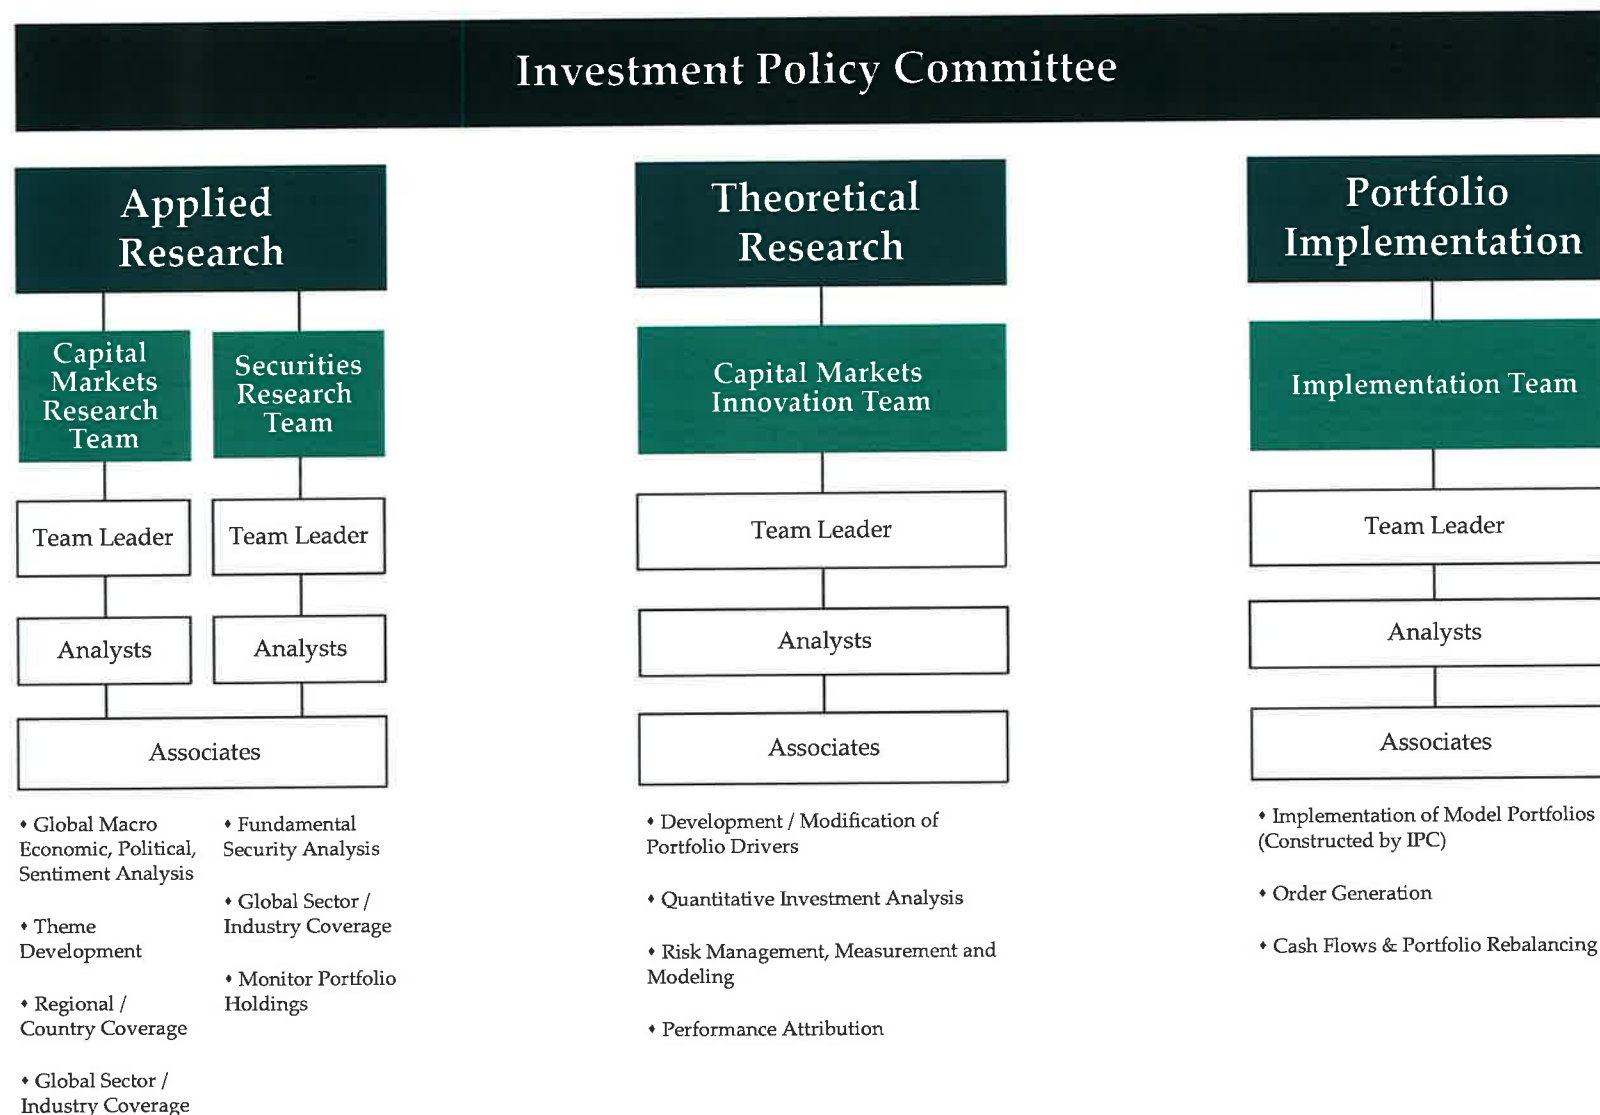 Investment Policy Committee
Applied
Research
Capital
Markets
Research
Team
Securities
Research
Team
Team Leader
Team Leader
Analysts
Analysts
Associates
• Global Macro
Economic, Political,
Sentiment Analysis
• Theme
Development
• Regional /
Country Coverage
• Global Sector /
Industry Coverage
• Fundamental
Security Analysis
• Global Sector /
Industry Coverage
• Monitor Portfolio
Holdings
Theoretical
Research
Capital Markets
Innovation Team
Team Leader
Analysts
Associates
• Development / Modification of
Portfolio Drivers
• Quantitative Investment Analysis
• Risk Management, Measurement and
Modeling
• Performance Attribution
Portfolio
Implementation
Implementation Team
Team Leader
Analysts
Associates
• Implementation of Model Portfolios
(Constructed by IPC)
• Order Generation
• Cash Flows & Portfolio Rebalancing